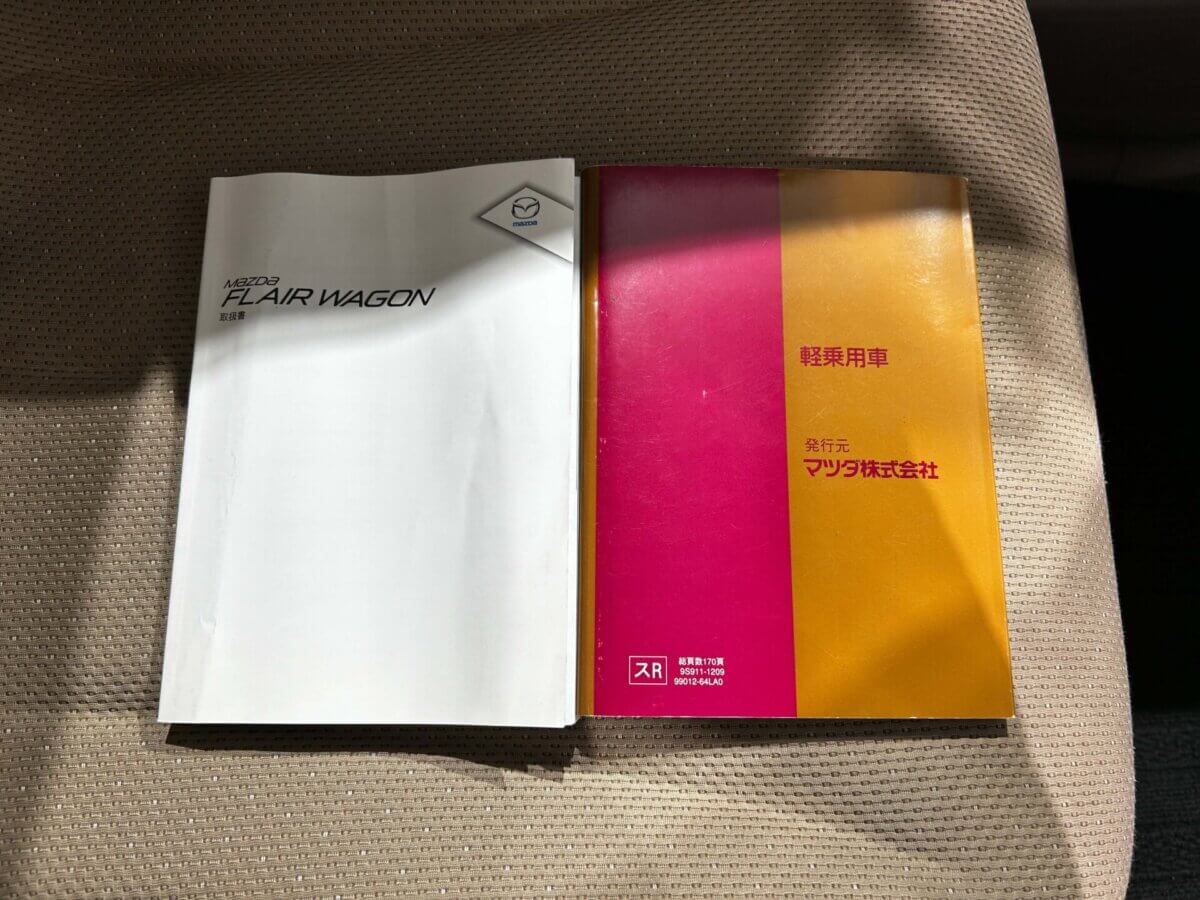 mazda
MAZDA
FLAIR WAGON
取扱書
軽乗用車
発行元
マツダ株式会社
スR
総頁数170頁
9S911-1209
99012-64LA0